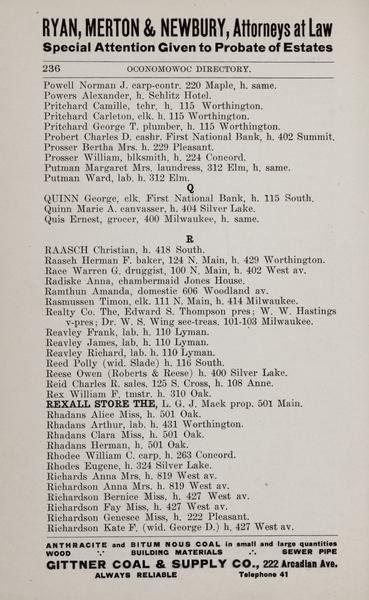 RYAN, MERTON & NEWBURY, Attorneys at Law
Special Attention Given to Probate of Estates
236 OCONOMOWOC DIRECTORY.
Powell Norman J. carp-contr. 220 Maple, h. same.
Powers Alexander, h. Schlitz Hotel.
Pritchard Camille, tchr. h. 115 Worthington.
Pritchard Carleton, clk. h. 115 Worthington.
Pritchard George T. plumber, h. 115 Worthington.
Probert Charles D. cashr. First National Bank, h. 402 Summit.
Prosser Bertha Mrs. h. 229 Pleasant.
Prosser William, blksmith, h. 224 Concord.
Putman Margaret Mrs. laundress, 312 Elm, h. same.
Putman Ward, lab. h. 312 Elm.
Q
QUINN George, clk. First National Bank, h. 115 South.
Quinn Marie A. canvasser, h. 404 Silver Lake.
Quis Ernest, grocer, 400 Milwaukee, h. same.
R
RAASCH Christian, h. 418 South.
Raasch Herman F. baker, 124 N. Main, h. 429 Worthington.
Race Warren G. druggist, 100 N. Main, h. 402 West av.
Radiske Anna, chambermaid Jones House.
Ramthun Amanda, domestic 606 Woodland av.
Rasmussen Timon, clk. 111 N. Main, h. 414 Milwaukee.
Realty Co. The, Edward S. Thompson pres; W. W. Hastings
v-pres; Dr. W. S. Wing see-treas. 101-103 Milwaukee.
Reavley Frank, lab. h. 110 Lyman.
Reavley James, lab. h. 110 Lyman.
Reavley Richard, lab. h. 110 Lyman.
Reed Polly (wid. Slade) h. 116 South.
Reese Owen (Roberts & Reese) h. 400 Silver Lake.
Reid Charles R. sales. 125 S. Cross, h. 108 Anne.
Rex William F. tmstr. h. 310 Oak.
REXALL STORE THE, L. G. J. Mack prop. 501 Main.
Rhadans Alice Miss, h. 501 Oak.
Rhadans Arthur, lab. h. 431 Worthington.
Rhadans Clara Miss, h. 501 Oak.
Rhadans Herman, h. 501 Oak.
Rhodee William C. carp. h. 263 Concord.
Rhodes Eugene, h. 324 Silver Lake.
Richards Anna Mrs. h. 819 West av.
Richardson Anna Mrs. h. 819 West av.
Richardson Bernice Miss, h. 427 West av.
Richardson Fay Miss, h. 427 West av.
Richardson Genesee Miss, h. 222 Pleasant.
Richardson Kate F. (wid. George D.) h. 427 West av.
ANTHRACITE and BITUM NOUS COAL in small and large quantities
WOOD ∵ BUILDING MATERIALS ∴ SEWER PIPE
GITTNER COAL & SUPPLY CO., 222 Arcadian Ave.
ALWAYS RELIABLE Telephone 41